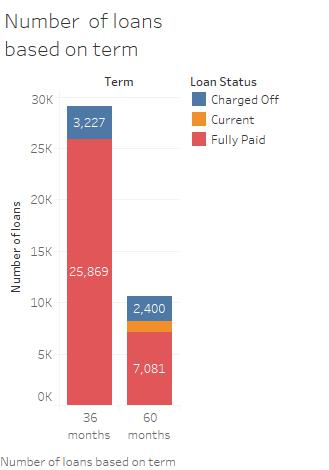 Number of loans
based on term
Term
Loan Status
Charged Off
Current
Fully Paid
Number of loans
30K
25K
20K
15K
10K
5K
0K
3,227
25,869
2,400
7,081
36
months
60
months
Number of loans based on term